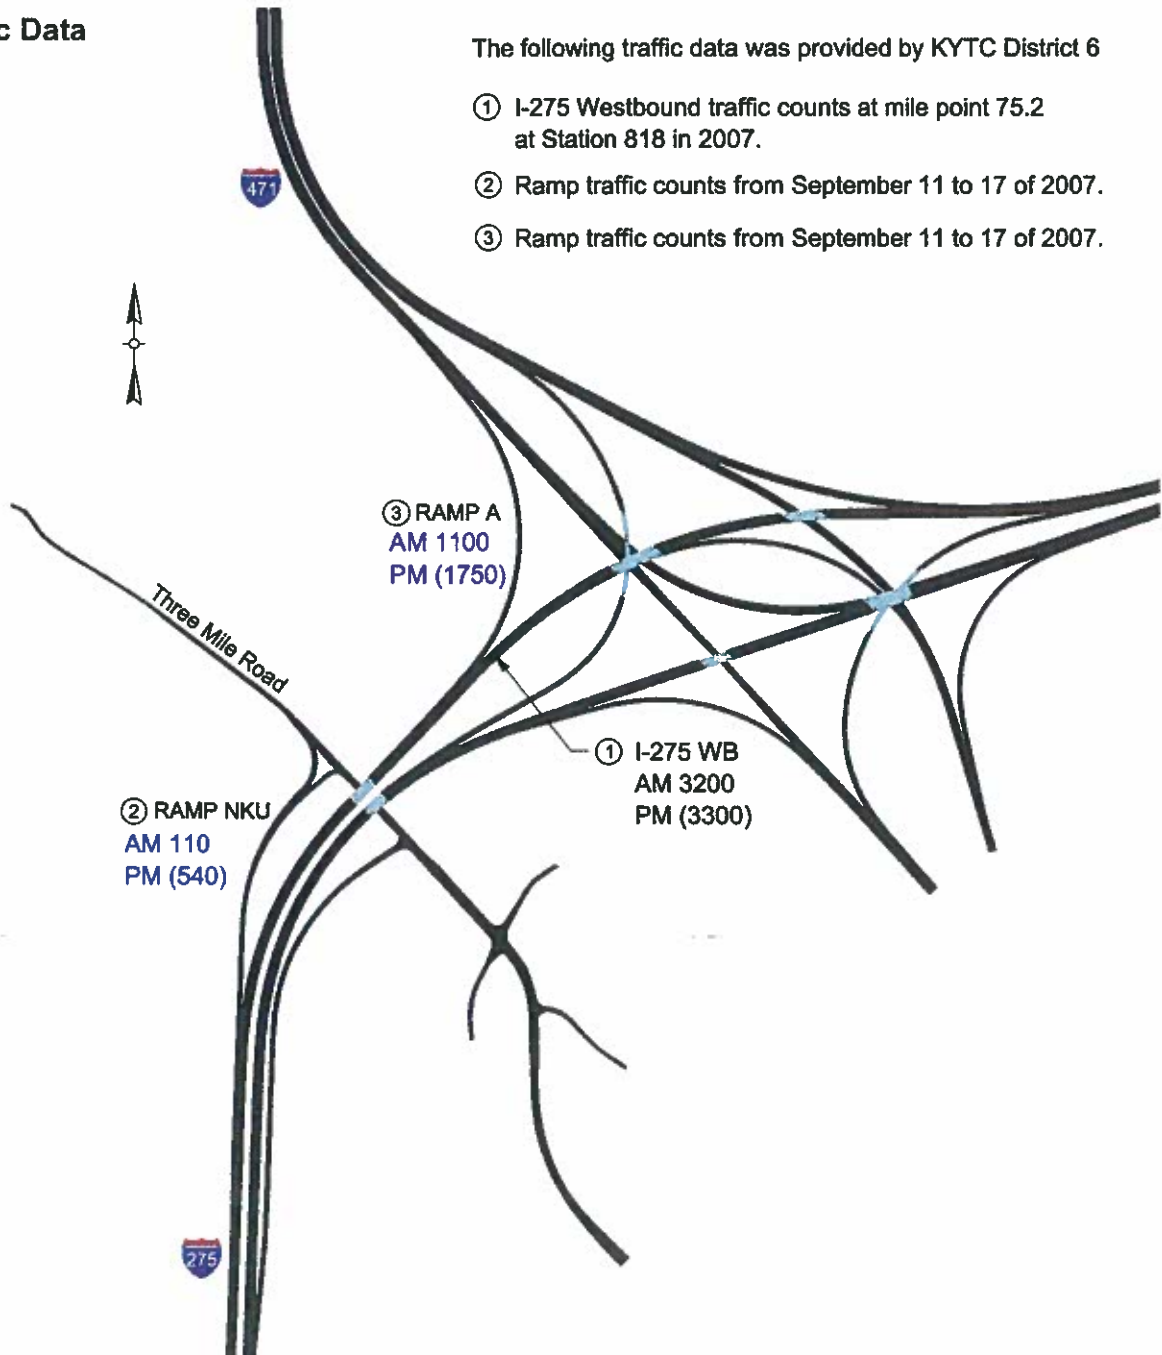 c Data
The following traffic data was provided by KYTC District 6
① I-275 Westbound traffic counts at mile point 75.2
at Station 818 in 2007.
② Ramp traffic counts from September 11 to 17 of 2007.
③ Ramp traffic counts from September 11 to 17 of 2007.
471
③ RAMP A
AM 1100
PM (1750)
Three Mile Road
① I-275 WB
AM 3200
PM (3300)
② RAMP NKU
AM 110
PM (540)
275